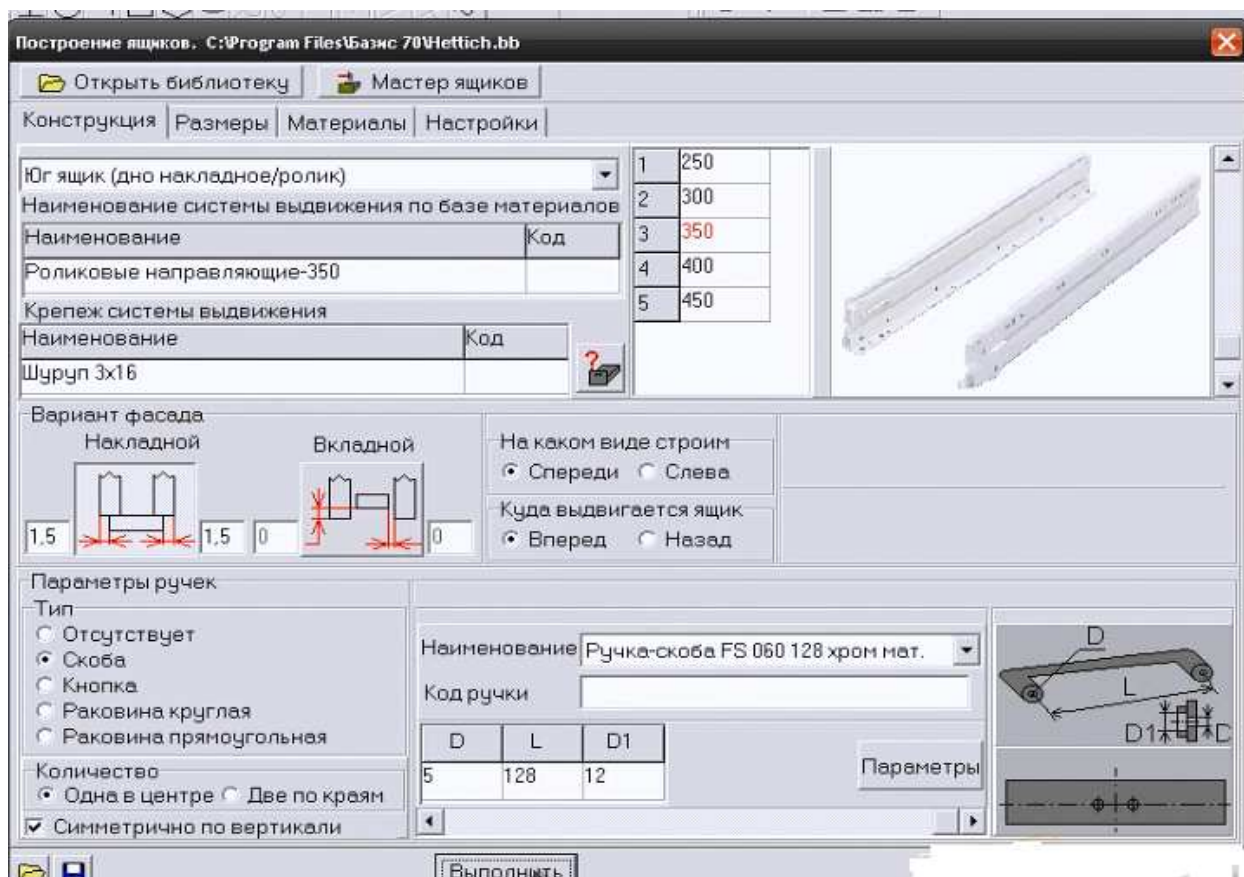 Построение ящиков. C:\Program Files\Базис 70\Hettich.bb
Открыть библиотеку Мастер ящиков
Конструкция Размеры Материалы Настройки
Юг ящик (дно накладное/ролик)
Наименование системы выдвижения по базе материалов
Наименование Код
Роликовые направляющие-350
Крепеж системы выдвижения
Наименование Код
Шуруп 3х16
1 250
2 300
3 350
4 400
5 450
Вариант фасада
Накладной Вкладной
1,5 1,5 0 0
На каком виде строим
Спереди Слева
Куда выдвигается ящик
Вперед Назад
Параметры ручек
Тип
Отсутствует
Скоба
Кнопка
Раковина круглая
Раковина прямоугольная
Количество
Одна в центре Две по краям
Симметрично по вертикали
Наименование Ручка-скоба FS 060 128 хром мат.
Код ручки
D L D1
5 128 12
Параметры
D
L
D1 D
Выполнить